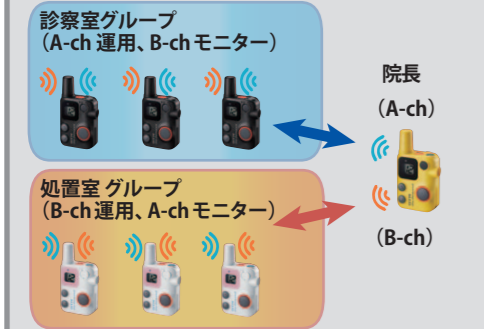 診察室グループ
（A-ch 運用、B-ch モニター）
院長
（A-ch）
処置室 グループ
（B-ch 運用、A-ch モニター）
（B-ch）